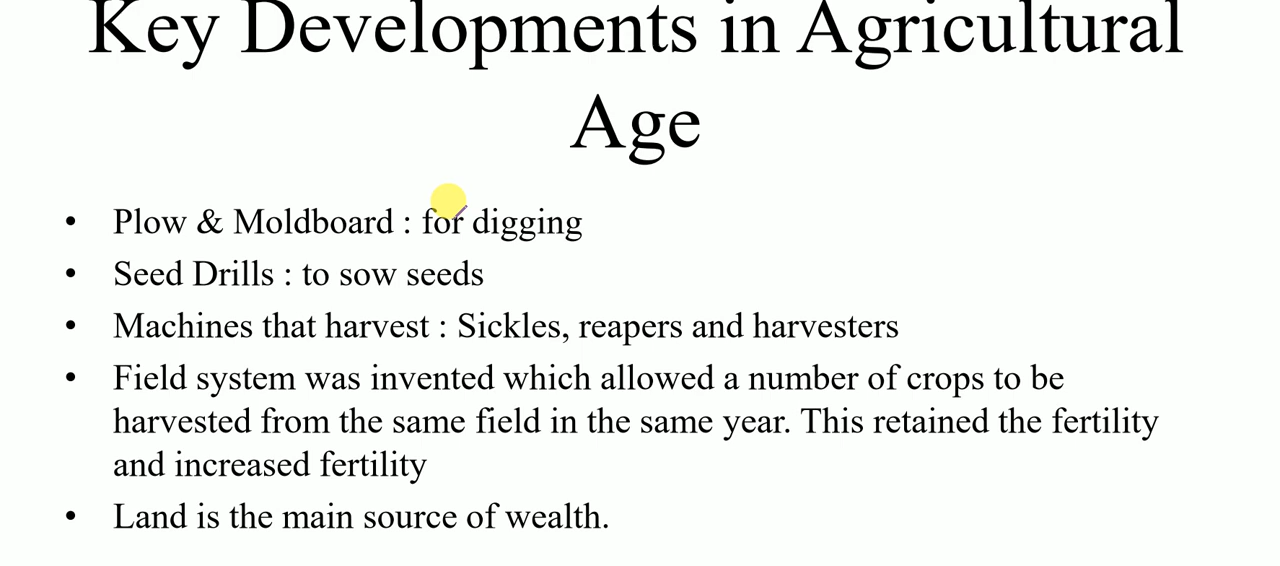 Key Developments in Agricultural
Age
• Plow & Moldboard : for digging
• Seed Drills : to sow seeds
• Machines that harvest : Sickles, reapers and harvesters
• Field system was invented which allowed a number of crops to be
harvested from the same field in the same year. This retained the fertility
and increased fertility
• Land is the main source of wealth.